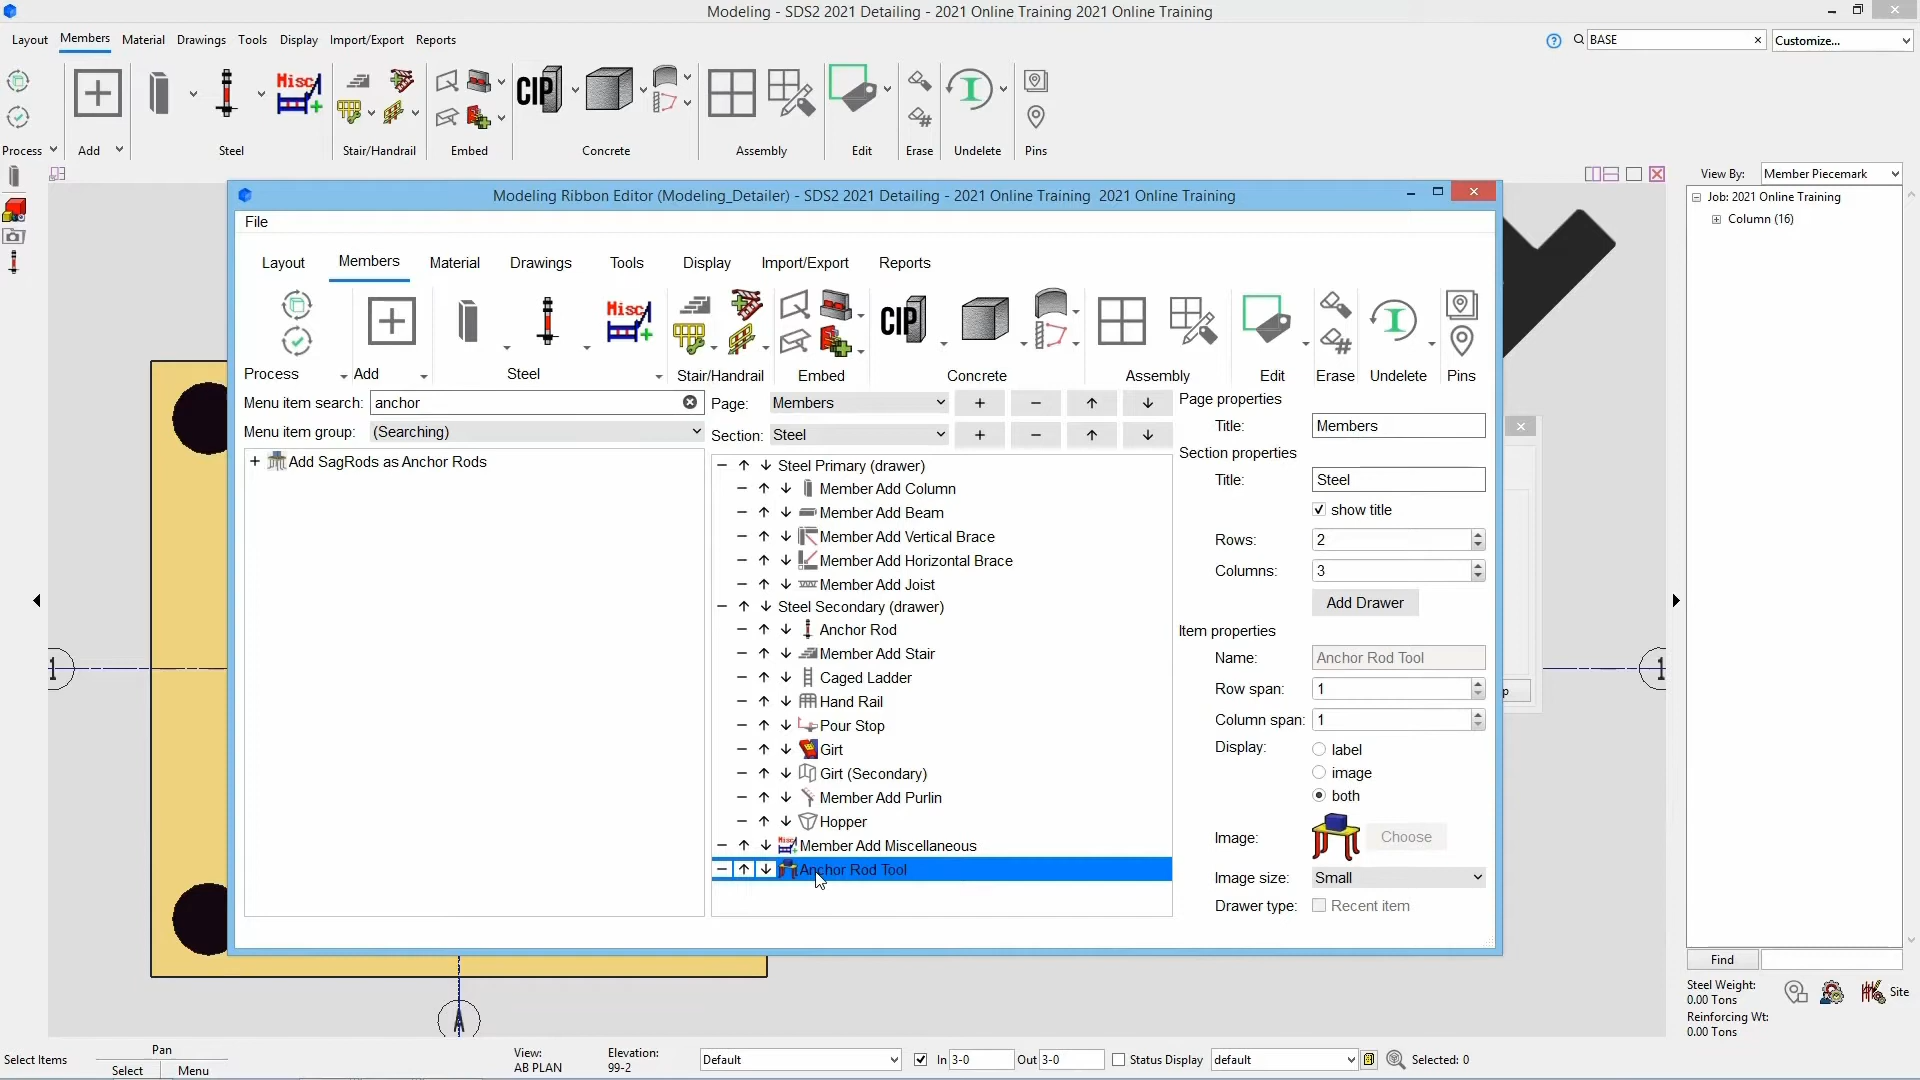 Modeling - SDS2 2021 Detailing - 2021 Online Training 2021 Online Training
Layout Members Material Drawings Tools Display Import/Export Reports
BASE
Customize...
Misc
CIP
Process Add Steel Stair/Handrail Embed Concrete Assembly Edit Erase Undelete Pins
View By: Member Piecemark
Job: 2021 Online Training
Column (16)
Modeling Ribbon Editor (Modeling_Detailer) - SDS2 2021 Detailing - 2021 Online Training 2021 Online Training
File
Layout Members Material Drawings Tools Display Import/Export Reports
Misc
CIP
Process Add Steel Stair/Handrail Embed Concrete Assembly Edit Erase Undelete Pins
Menu item search: anchor
Menu item group: (Searching)
+ Add SagRods as Anchor Rods
Page: Members + −
Section: Steel + −
Steel Primary (drawer)
Member Add Column
Member Add Beam
Member Add Vertical Brace
Member Add Horizontal Brace
Member Add Joist
Steel Secondary (drawer)
Anchor Rod
Member Add Stair
Caged Ladder
Hand Rail
Pour Stop
Girt
Girt (Secondary)
Member Add Purlin
Hopper
Misc Member Add Miscellaneous
Anchor Rod Tool
Page properties
Title: Members
Section properties
Title: Steel
show title
Rows: 2
Columns: 3
Add Drawer
Item properties
Name: Anchor Rod Tool
Row span: 1
Column span: 1
Display: label
image
both
Image: Choose
Image size: Small
Drawer type: Recent item
p
1
1
A
Find
Steel Weight:
0.00 Tons
Site
Reinforcing Wt:
0.00 Tons
Select Items
Pan
Select Menu
View:
AB PLAN
Elevation:
99-2
Default
In 3-0 Out 3-0
Status Display default
Selected: 0